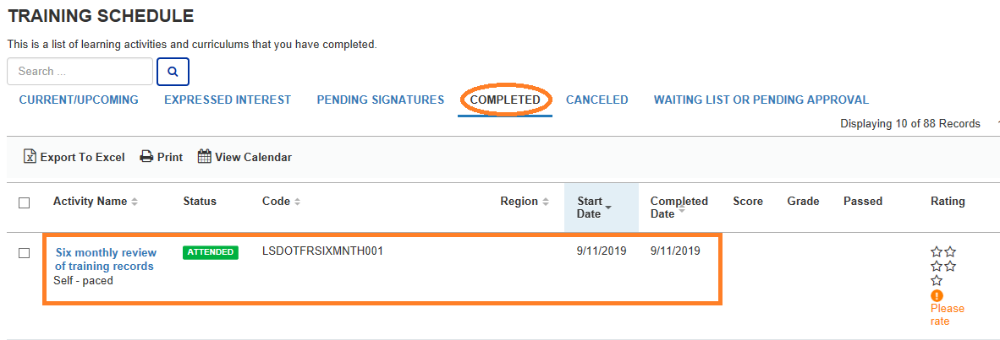 TRAINING SCHEDULE
This is a list of learning activities and curriculums that you have completed.
Search ...
CURRENT/UPCOMING EXPRESSED INTEREST PENDING SIGNATURES COMPLETED CANCELED WAITING LIST OR PENDING APPROVAL
Displaying 10 of 88 Records
Export To Excel Print View Calendar
Activity Name Status Code Region Start Date Completed Date Score Grade Passed Rating
Six monthly review ATTENDED LSDOTFRSIXMNTH001 9/11/2019 9/11/2019
of training records
Self - paced
Please
rate